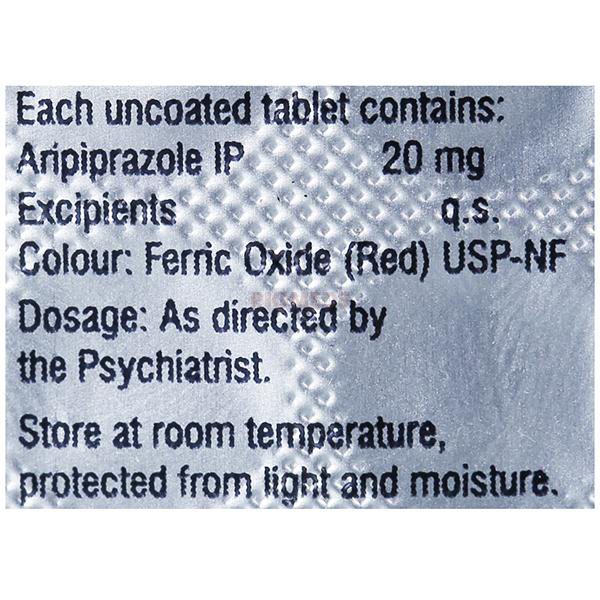 Each uncoated tablet contains:
Aripiprazole IP 20 mg
Excipients q.s.
Colour: Ferric Oxide (Red) USP-NF
Dosage: As directed by
the Psychiatrist.
Store at room temperature,
protected from light and moisture.